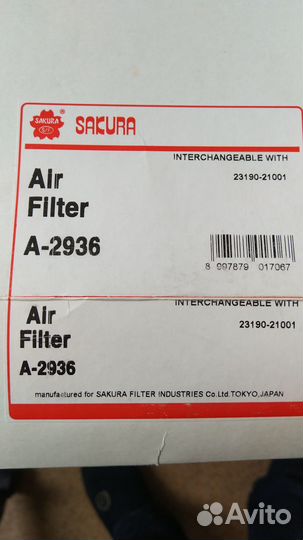 SAKURA
SAKURA
Air
Filter
A-2936
INTERCHANGEABLE WITH
23190-21001
8 997879 017067
Air
Filter
A-2936
INTERCHANGEABLE WITH
23190-21001
manufactured for SAKURA FILTER INDUSTRIES Co.Ltd.TOKYO,JAPAN
Avito